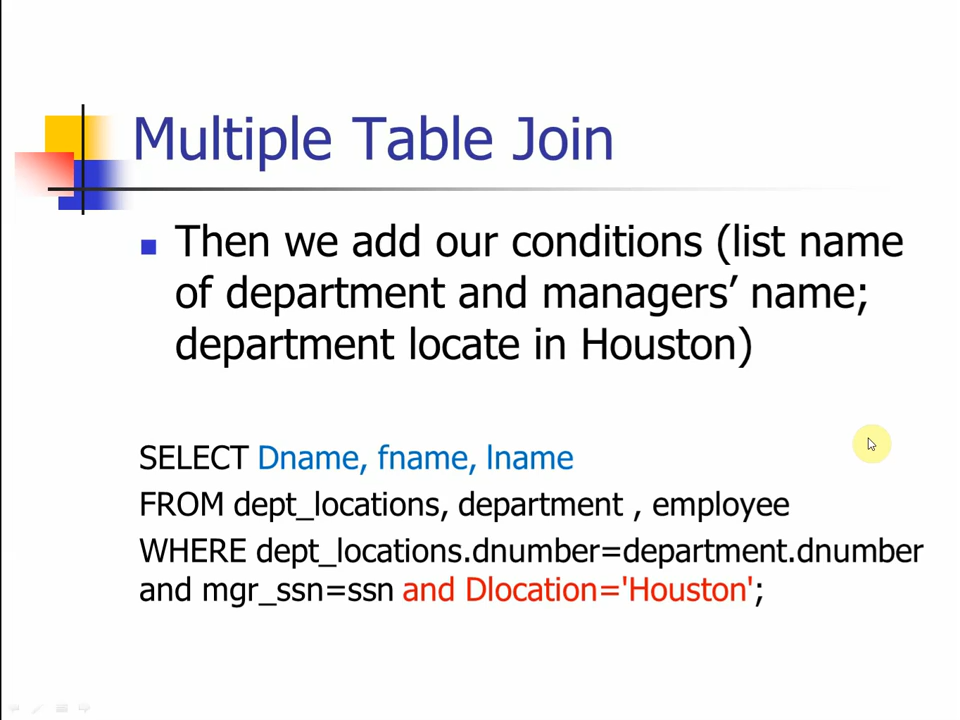 Multiple Table Join
Then we add our conditions (list name
of department and managers’ name;
department locate in Houston)
SELECT Dname, fname, lname
FROM dept_locations, department , employee
WHERE dept_locations.dnumber=department.dnumber
and mgr_ssn=ssn and Dlocation='Houston';